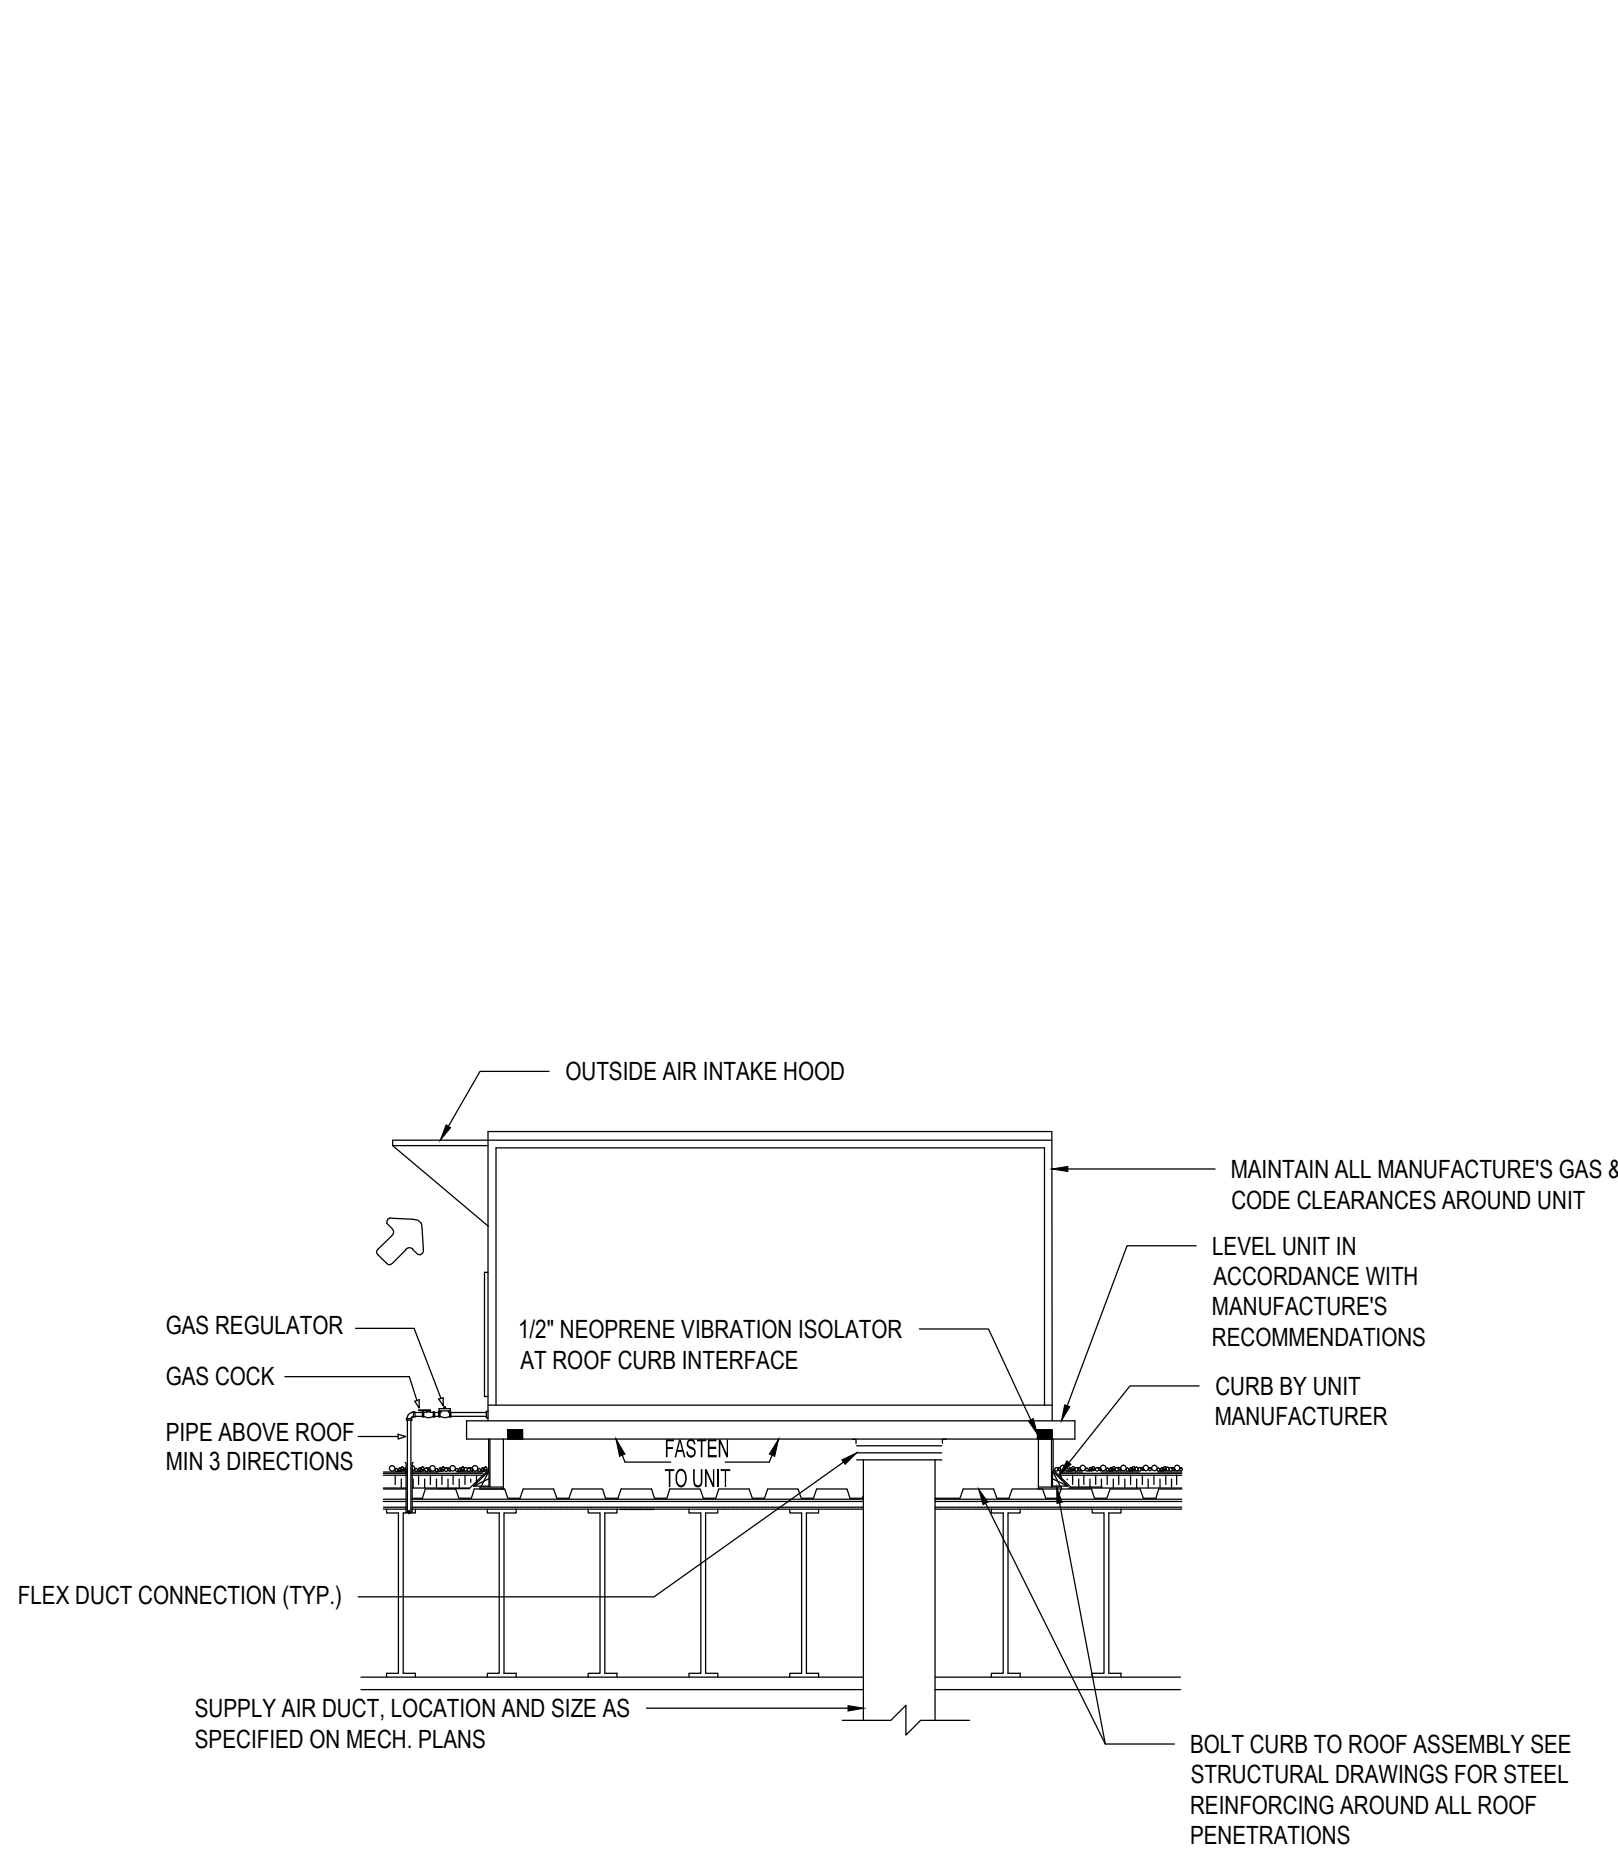 OUTSIDE AIR INTAKE HOOD
MAINTAIN ALL MANUFACTURE'S GAS &
CODE CLEARANCES AROUND UNIT
LEVEL UNIT IN
ACCORDANCE WITH
MANUFACTURE'S
RECOMMENDATIONS
GAS REGULATOR
1/2" NEOPRENE VIBRATION ISOLATOR
AT ROOF CURB INTERFACE
GAS COCK
CURB BY UNIT
MANUFACTURER
PIPE ABOVE ROOF
MIN 3 DIRECTIONS
FASTEN
TO UNIT
FLEX DUCT CONNECTION (TYP.)
SUPPLY AIR DUCT, LOCATION AND SIZE AS
SPECIFIED ON MECH. PLANS
BOLT CURB TO ROOF ASSEMBLY SEE
STRUCTURAL DRAWINGS FOR STEEL
REINFORCING AROUND ALL ROOF
PENETRATIONS